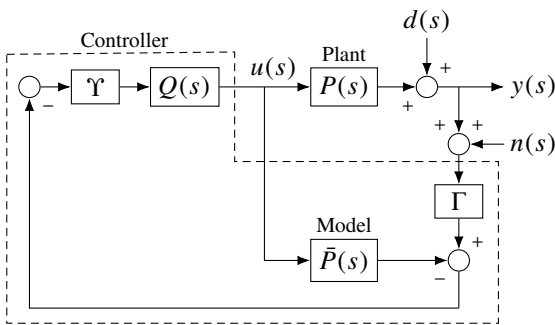 d(s)
Controller
Plant
−
ϒ
Q(s)
u(s)
P(s)
+
+
y(s)
+
+
n(s)
Γ
Model
P̄(s)
+
−